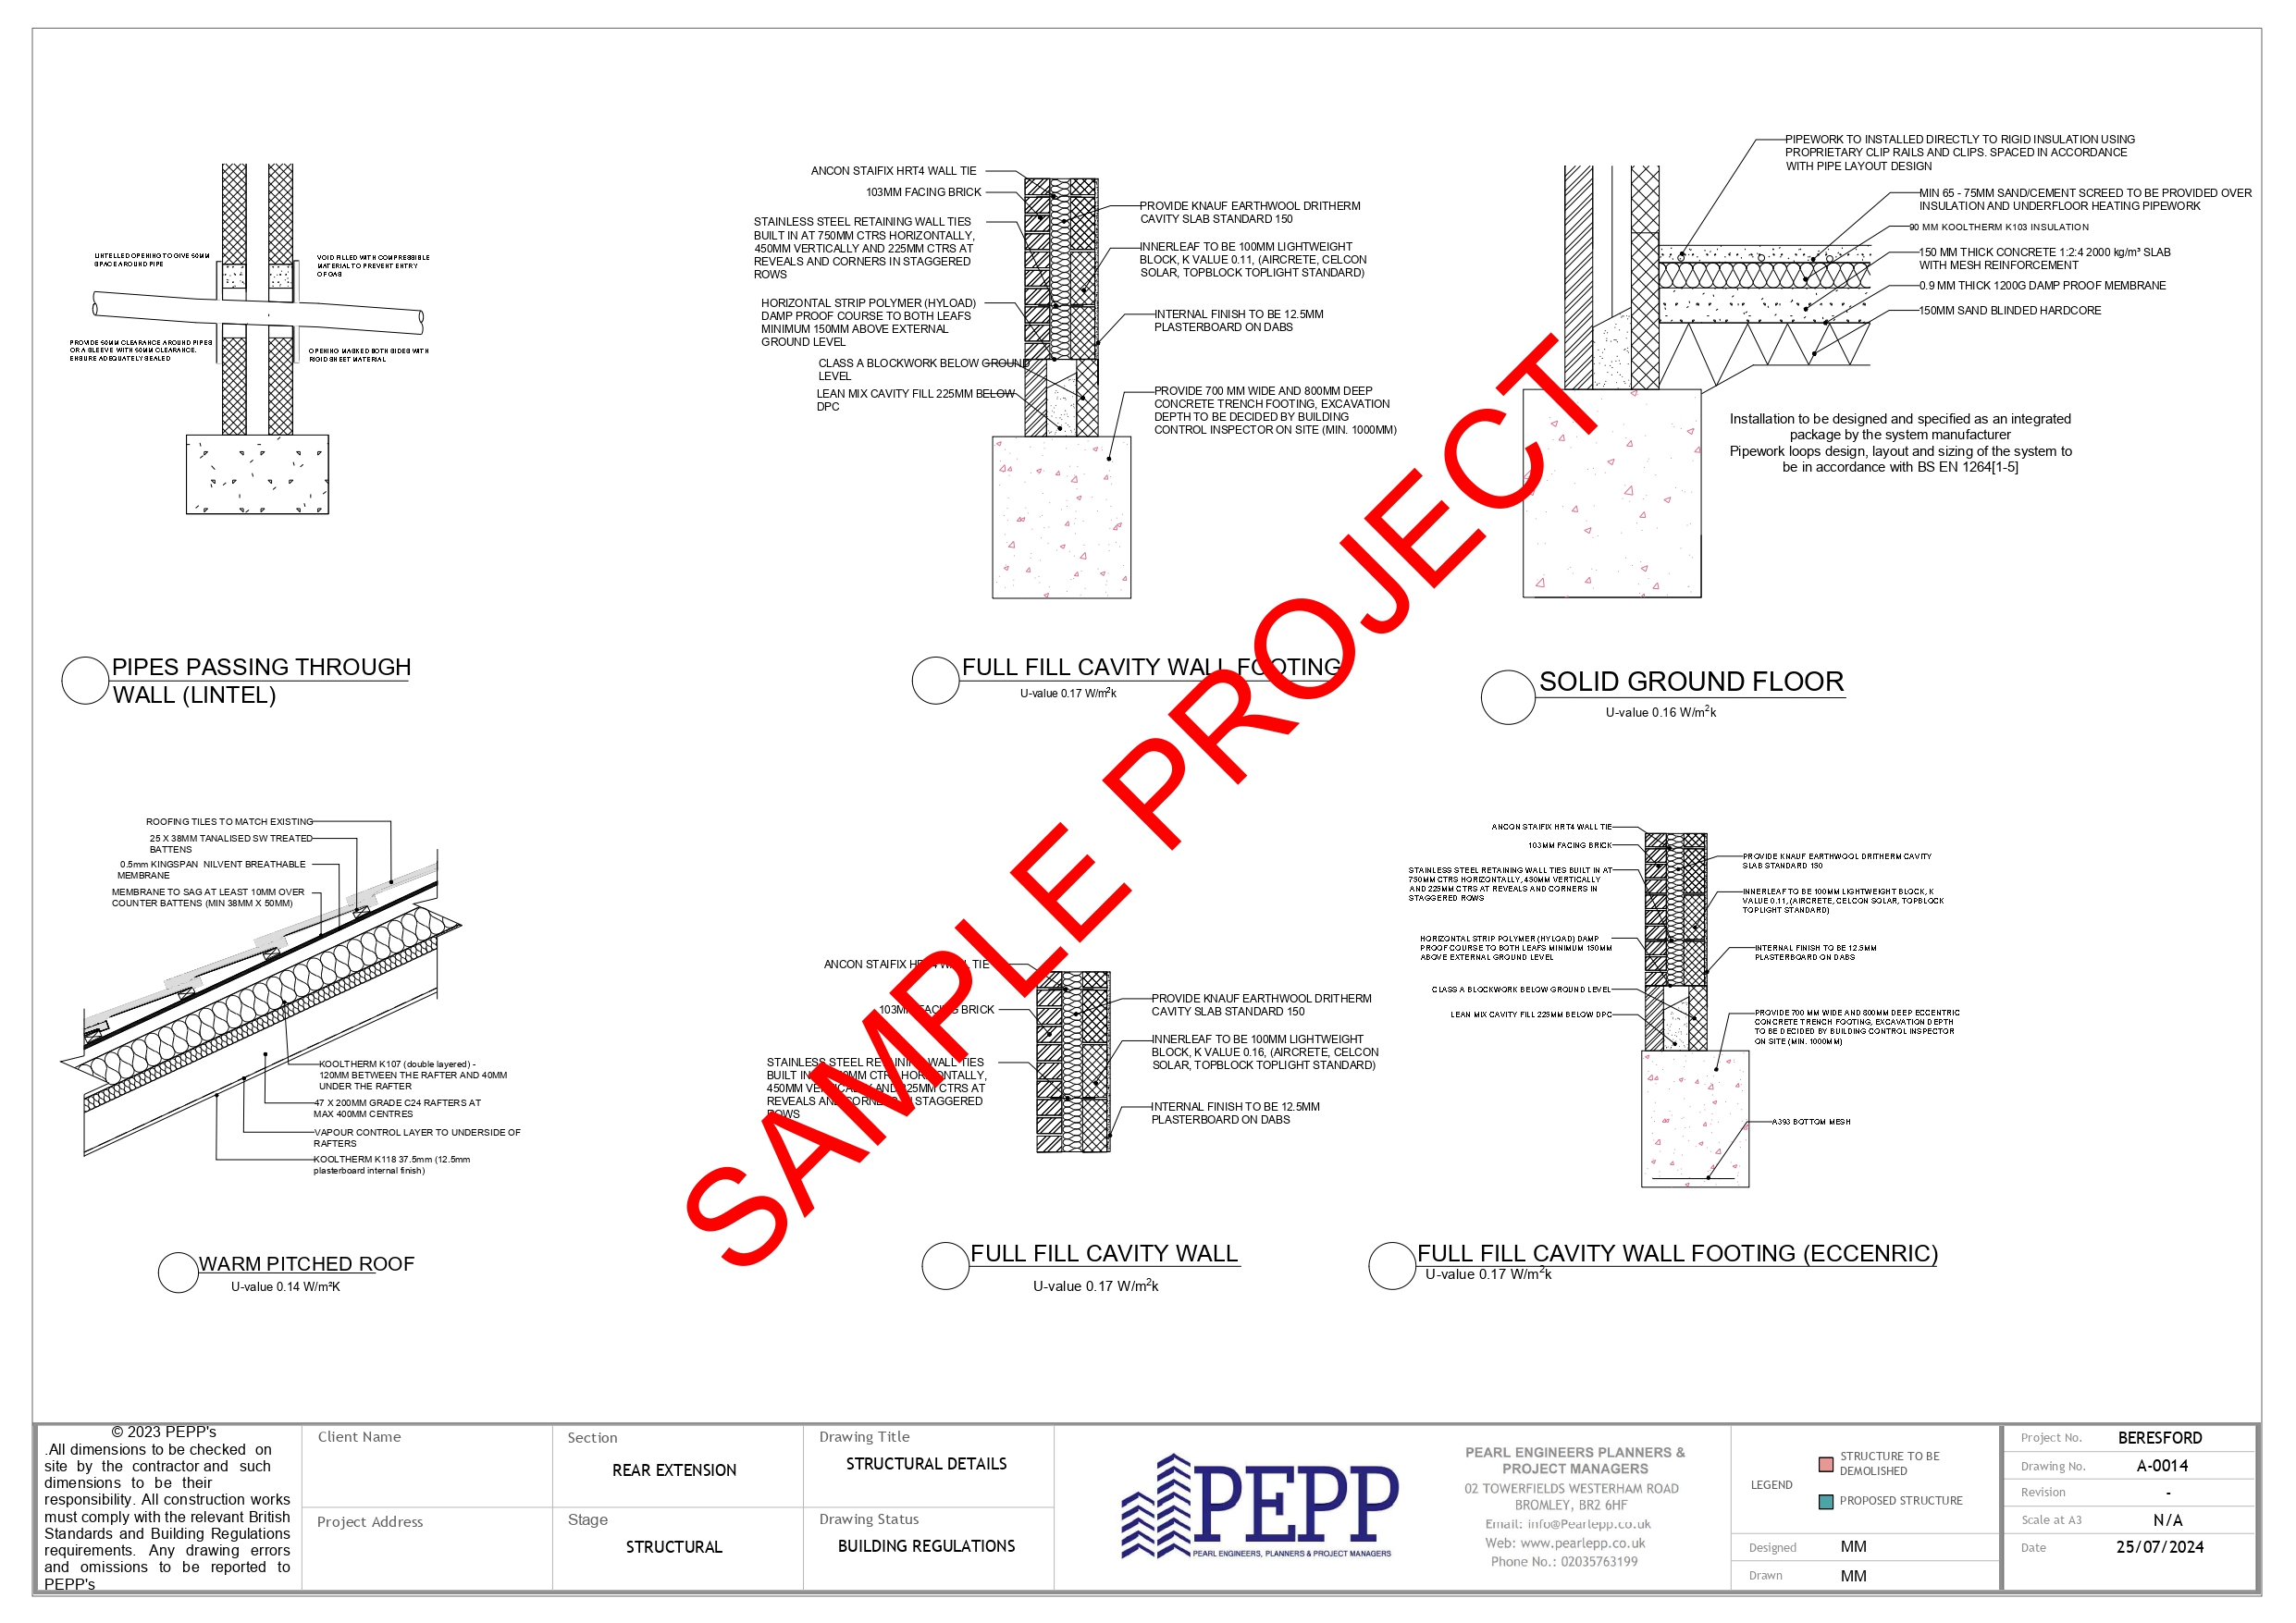 LINTELLED OPENING TO GIVE 50MM
SPACE AROUND PIPE
VOID FILLED WITH COMPRESSIBLE
MATERIAL TO PREVENT ENTRY
OF GAS
PROVIDE 50MM CLEARANCE AROUND PIPES
OR A SLEEVE WITH 50MM CLEARANCE.
ENSURE ADEQUATELY SEALED
OPENING MASKED BOTH SIDES WITH
RIGID SHEET MATERIAL
PIPES PASSING THROUGH
WALL (LINTEL)
ANCON STAIFIX HRT4 WALL TIE
103MM FACING BRICK
STAINLESS STEEL RETAINING WALL TIES
BUILT IN AT 750MM CTRS HORIZONTALLY,
450MM VERTICALLY AND 225MM CTRS AT
REVEALS AND CORNERS IN STAGGERED
ROWS
HORIZONTAL STRIP POLYMER (HYLOAD)
DAMP PROOF COURSE TO BOTH LEAFS
MINIMUM 150MM ABOVE EXTERNAL
GROUND LEVEL
CLASS A BLOCKWORK BELOW GROUND
LEVEL
LEAN MIX CAVITY FILL 225MM BELOW
DPC
PROVIDE KNAUF EARTHWOOL DRITHERM
CAVITY SLAB STANDARD 150
INNERLEAF TO BE 100MM LIGHTWEIGHT
BLOCK, K VALUE 0.11, (AIRCRETE, CELCON
SOLAR, TOPBLOCK TOPLIGHT STANDARD)
INTERNAL FINISH TO BE 12.5MM
PLASTERBOARD ON DABS
PROVIDE 700 MM WIDE AND 800MM DEEP
CONCRETE TRENCH FOOTING, EXCAVATION
DEPTH TO BE DECIDED BY BUILDING
CONTROL INSPECTOR ON SITE (MIN. 1000MM)
FULL FILL CAVITY WALL FOOTING
U-value 0.17 W/m²k
PIPEWORK TO INSTALLED DIRECTLY TO RIGID INSULATION USING
PROPRIETARY CLIP RAILS AND CLIPS. SPACED IN ACCORDANCE
WITH PIPE LAYOUT DESIGN
MIN 65 - 75MM SAND/CEMENT SCREED TO BE PROVIDED OVER
INSULATION AND UNDERFLOOR HEATING PIPEWORK
90 MM KOOLTHERM K103 INSULATION
150 MM THICK CONCRETE 1:2:4 2000 kg/m³ SLAB
WITH MESH REINFORCEMENT
0.9 MM THICK 1200G DAMP PROOF MEMBRANE
150MM SAND BLINDED HARDCORE
Installation to be designed and specified as an integrated
package by the system manufacturer
Pipework loops design, layout and sizing of the system to
be in accordance with BS EN 1264[1-5]
SOLID GROUND FLOOR
U-value 0.16 W/m²k
SAMPLE PROJECT
ROOFING TILES TO MATCH EXISTING
25 X 38MM TANALISED SW TREATED
BATTENS
0.5mm KINGSPAN NILVENT BREATHABLE
MEMBRANE
MEMBRANE TO SAG AT LEAST 10MM OVER
COUNTER BATTENS (MIN 38MM X 50MM)
KOOLTHERM K107 (double layered) -
120MM BETWEEN THE RAFTER AND 40MM
UNDER THE RAFTER
47 X 200MM GRADE C24 RAFTERS AT
MAX 400MM CENTRES
VAPOUR CONTROL LAYER TO UNDERSIDE OF
RAFTERS
KOOLTHERM K118 37.5mm (12.5mm
plasterboard internal finish)
WARM PITCHED ROOF
U-value 0.14 W/m²K
ANCON STAIFIX HRT4 WALL TIE
103MM FACING BRICK
STAINLESS STEEL RETAINING WALL TIES
BUILT IN AT 750MM CTRS HORIZONTALLY,
450MM VERTICALLY AND 225MM CTRS AT
REVEALS AND CORNERS IN STAGGERED
ROWS
PROVIDE KNAUF EARTHWOOL DRITHERM
CAVITY SLAB STANDARD 150
INNERLEAF TO BE 100MM LIGHTWEIGHT
BLOCK, K VALUE 0.16, (AIRCRETE, CELCON
SOLAR, TOPBLOCK TOPLIGHT STANDARD)
INTERNAL FINISH TO BE 12.5MM
PLASTERBOARD ON DABS
FULL FILL CAVITY WALL
U-value 0.17 W/m²k
ANCON STAIFIX HRT4 WALL TIE
103MM FACING BRICK
STAINLESS STEEL RETAINING WALL TIES BUILT IN AT
750MM CTRS HORIZONTALLY, 450MM VERTICALLY
AND 225MM CTRS AT REVEALS AND CORNERS IN
STAGGERED ROWS
HORIZONTAL STRIP POLYMER (HYLOAD) DAMP
PROOF COURSE TO BOTH LEAFS MINIMUM 150MM
ABOVE EXTERNAL GROUND LEVEL
CLASS A BLOCKWORK BELOW GROUND LEVEL
LEAN MIX CAVITY FILL 225MM BELOW DPC
PROVIDE KNAUF EARTHWOOL DRITHERM CAVITY
SLAB STANDARD 150
INNERLEAF TO BE 100MM LIGHTWEIGHT BLOCK, K
VALUE 0.11, (AIRCRETE, CELCON SOLAR, TOPBLOCK
TOPLIGHT STANDARD)
INTERNAL FINISH TO BE 12.5MM
PLASTERBOARD ON DABS
PROVIDE 700 MM WIDE AND 800MM DEEP ECCENTRIC
CONCRETE TRENCH FOOTING, EXCAVATION DEPTH
TO BE DECIDED BY BUILDING CONTROL INSPECTOR
ON SITE (MIN. 1000MM)
A393 BOTTOM MESH
FULL FILL CAVITY WALL FOOTING (ECCENRIC)
U-value 0.17 W/m²k
© 2023 PEPP's
.All dimensions to be checked on
site by the contractor and such
dimensions to be their
responsibility. All construction works
must comply with the relevant British
Standards and Building Regulations
requirements. Any drawing errors
and omissions to be reported to
PEPP's
Client Name
Project Address
Section
REAR EXTENSION
Stage
STRUCTURAL
Drawing Title
STRUCTURAL DETAILS
Drawing Status
BUILDING REGULATIONS
PEPP
PEARL ENGINEERS, PLANNERS & PROJECT MANAGERS
PEARL ENGINEERS PLANNERS &
PROJECT MANAGERS
02 TOWERFIELDS WESTERHAM ROAD
BROMLEY, BR2 6HF
Email: info@Pearlepp.co.uk
Web: www.pearlepp.co.uk
Phone No.: 02035763199
LEGEND
STRUCTURE TO BE
DEMOLISHED
PROPOSED STRUCTURE
Designed MM
Drawn MM
Project No. BERESFORD
Drawing No. A-0014
Revision -
Scale at A3 N/A
Date 25/07/2024